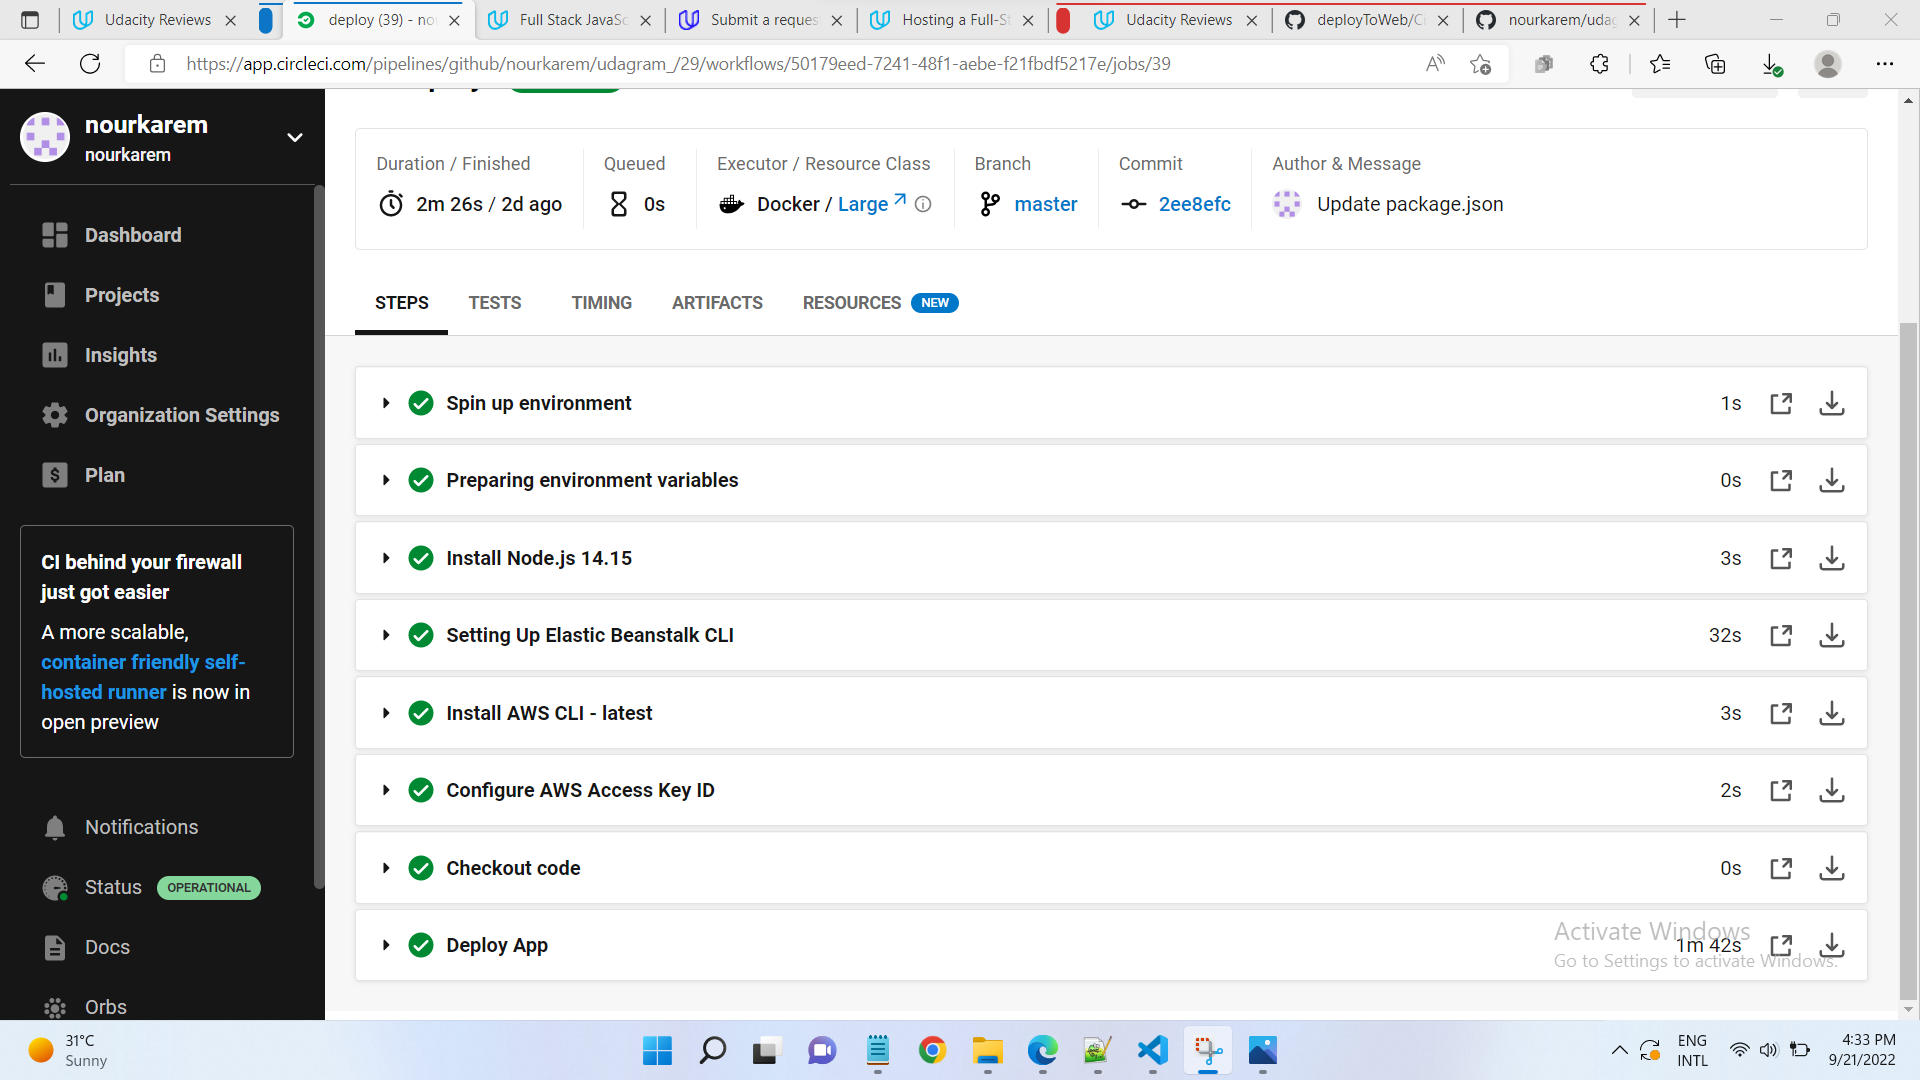 Udacity Reviews
deploy (39) - no
Full Stack JavaSc
Submit a reques
Hosting a Full-St
Udacity Reviews
deployToWeb/C
nourkarem/udag
https://app.circleci.com/pipelines/github/nourkarem/udagram_/29/workflows/50179eed-7241-48f1-aebe-f21fbdf5217e/jobs/39
nourkarem
nourkarem
Dashboard
Projects
Insights
Organization Settings
Plan
CI behind your firewall
just got easier
A more scalable,
container friendly self-
hosted runner is now in
open preview
Notifications
Status OPERATIONAL
Docs
Orbs
Duration / Finished
2m 26s / 2d ago
Queued
0s
Executor / Resource Class
Docker / Large
Branch
master
Commit
2ee8efc
Author & Message
Update package.json
STEPS TESTS TIMING ARTIFACTS RESOURCES NEW
Spin up environment 1s
Preparing environment variables 0s
Install Node.js 14.15 3s
Setting Up Elastic Beanstalk CLI 32s
Install AWS CLI - latest 3s
Configure AWS Access Key ID 2s
Checkout code 0s
Deploy App 1m 42s
Activate Windows
Go to Settings to activate Windows.
31°C
Sunny
ENG
INTL
4:33 PM
9/21/2022